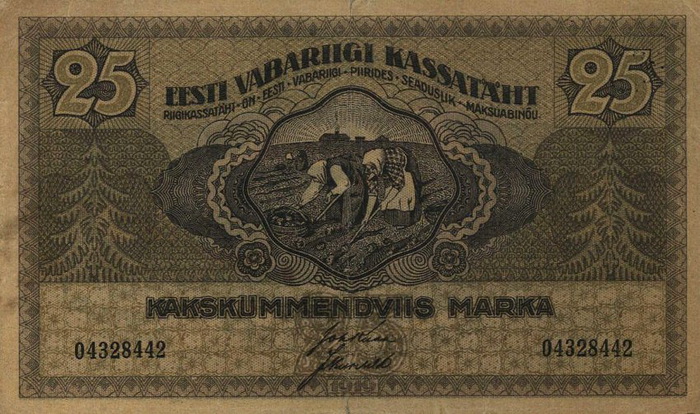 25 25
EESTI VABARIIGI KASSATÄHT
RIIGIKASSATÄHT-ON-EESTI-VABARIIGI-PIIRIDES-SEADUSLIK-MAKSUABINÕU.
KAKSKÜMMENDVIIS MARKA
04328442 04328442